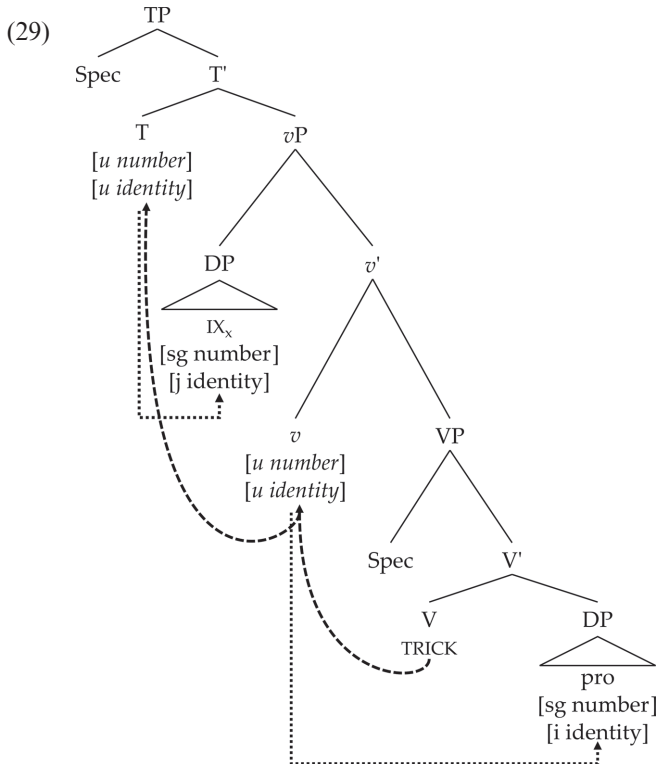 (29)
TP
Spec T'
T vP
[u number]
[u identity]
DP v'
IXx
[sg number]
[j identity]
v VP
[u number]
[u identity]
Spec V'
V DP
TRICK
pro
[sg number]
[i identity]